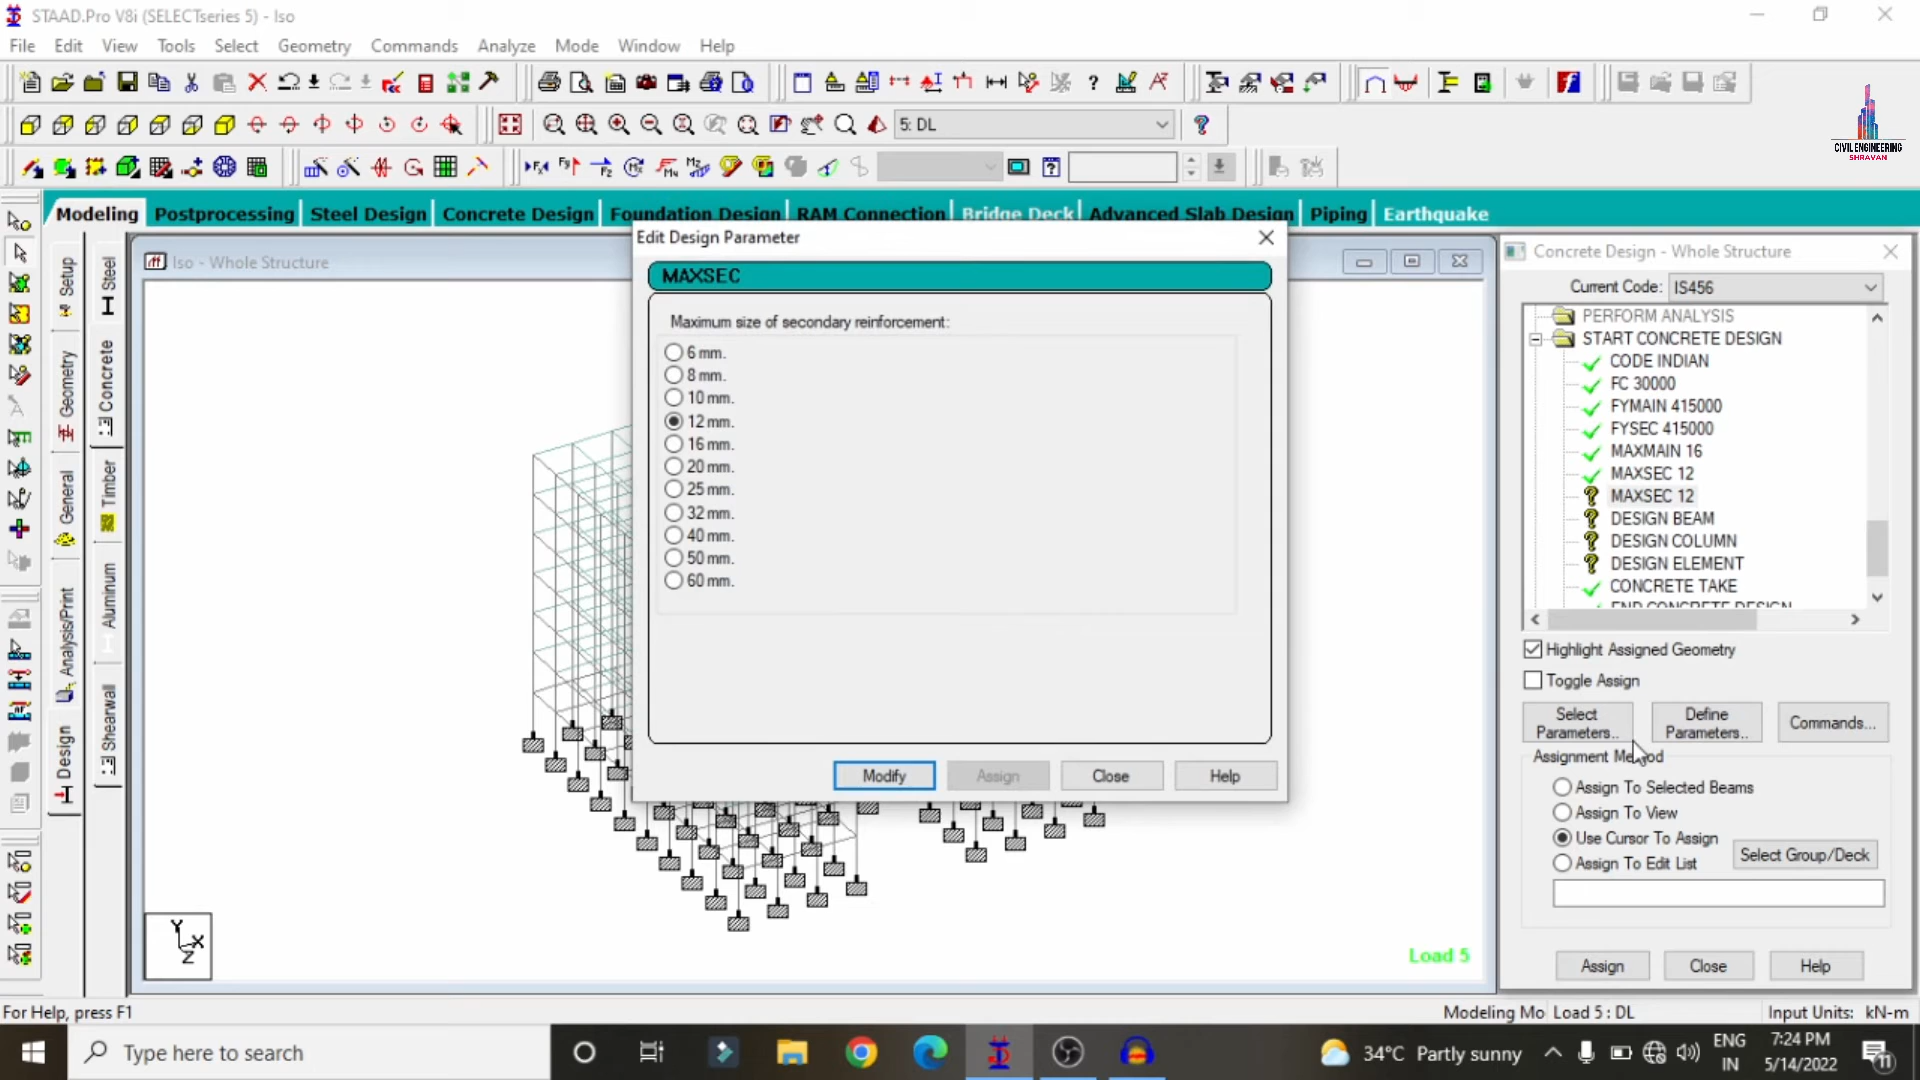 STAAD.Pro V8i (SELECTseries 5) - Iso
File Edit View Tools Select Geometry Commands Analyze Mode Window Help
5: DL
CIVIL ENGINEERING
SHRAVAN
Modeling Postprocessing Steel Design Concrete Design Foundation Design RAM Connection Bridge Deck Advanced Slab Design Piping Earthquake
Setup
Geometry
General
Analysis/Print
Design
Steel
Concrete
Timber
Aluminum
Shearwall
Iso - Whole Structure
Load 5
Y
X
Z
Edit Design Parameter
MAXSEC
Maximum size of secondary reinforcement:
6 mm.
8 mm.
10 mm.
12 mm.
16 mm.
20 mm.
25 mm.
32 mm.
40 mm.
50 mm.
60 mm.
Modify Assign Close Help
Concrete Design - Whole Structure
Current Code: IS456
PERFORM ANALYSIS
START CONCRETE DESIGN
CODE INDIAN
FC 30000
FYMAIN 415000
FYSEC 415000
MAXMAIN 16
MAXSEC 12
MAXSEC 12
DESIGN BEAM
DESIGN COLUMN
DESIGN ELEMENT
CONCRETE TAKE
END CONCRETE DESIGN
Highlight Assigned Geometry
Toggle Assign
Select Parameters.. Define Parameters.. Commands...
Assignment Method
Assign To Selected Beams
Assign To View
Use Cursor To Assign
Assign To Edit List
Select Group/Deck
Assign Close Help
For Help, press F1
Modeling Mo Load 5 : DL Input Units: kN-m
Type here to search
34°C Partly sunny
ENG
IN
7:24 PM
5/14/2022
11